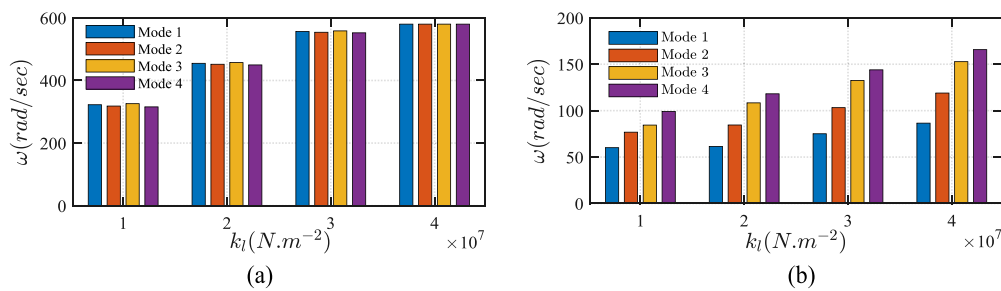 600
400
200
0
ω(rad/sec)
Mode 1
Mode 2
Mode 3
Mode 4
1 2 3 4
k_l(N.m^{-2})
×10^7
(a)
200
150
100
50
0
ω(rad/sec)
Mode 1
Mode 2
Mode 3
Mode 4
1 2 3 4
k_l(N.m^{-2})
×10^7
(b)